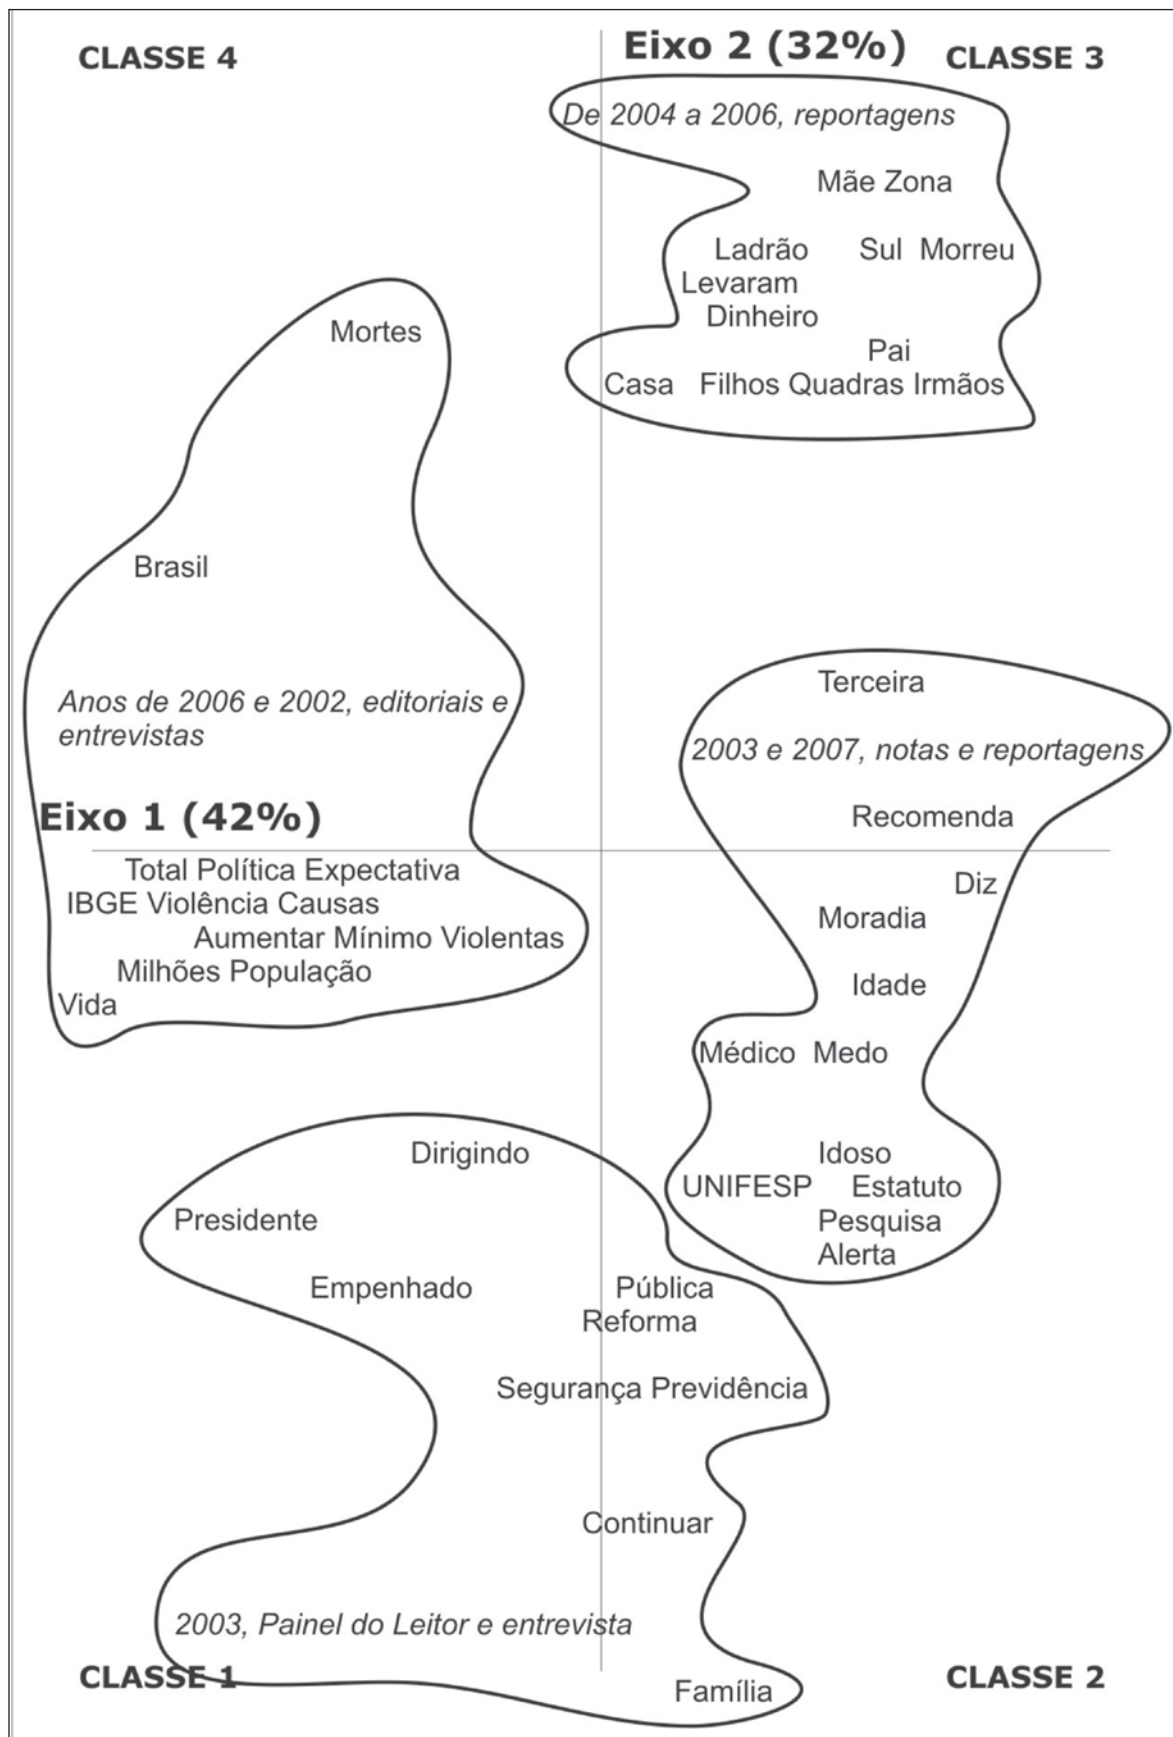 CLASSE 4
Eixo 2 (32%)
CLASSE 3
De 2004 a 2006, reportagens
Mãe Zona
Ladrão Sul Morreu
Levaram
Dinheiro
Pai
Casa Filhos Quadras Irmãos
Mortes
Brasil
Anos de 2006 e 2002, editoriais e
entrevistas
Eixo 1 (42%)
Total Política Expectativa
IBGE Violência Causas
Aumentar Mínimo Violentas
Milhões População
Vida
Terceira
2003 e 2007, notas e reportagens
Recomenda
Diz
Moradia
Idade
Médico Medo
Idoso
UNIFESP Estatuto
Pesquisa
Alerta
Dirigindo
Presidente
Empenhado Pública
Reforma
Segurança Previdência
Continuar
2003, Painel do Leitor e entrevista
Família
CLASSE 1
CLASSE 2